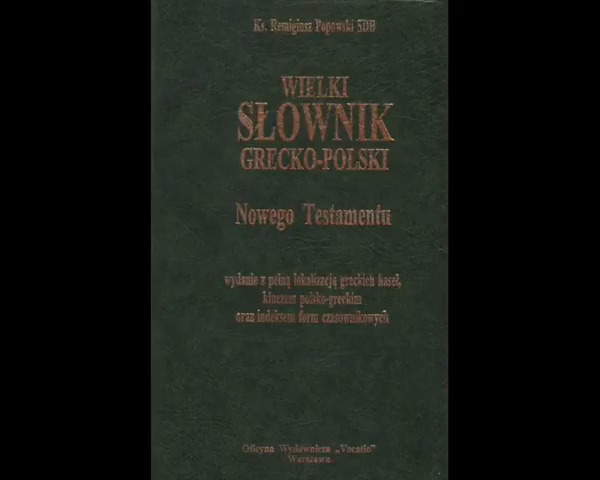 Ks. Remigiusz Popowski SDB
WIELKI
SŁOWNIK
GRECKO-POLSKI
Nowego Testamentu
wydanie z pełną lokalizacją greckich haseł,
kluczem polsko-greckim
oraz indeksem form czasownikowych
Oficyna Wydawnicza „Vocatio”
Warszawa